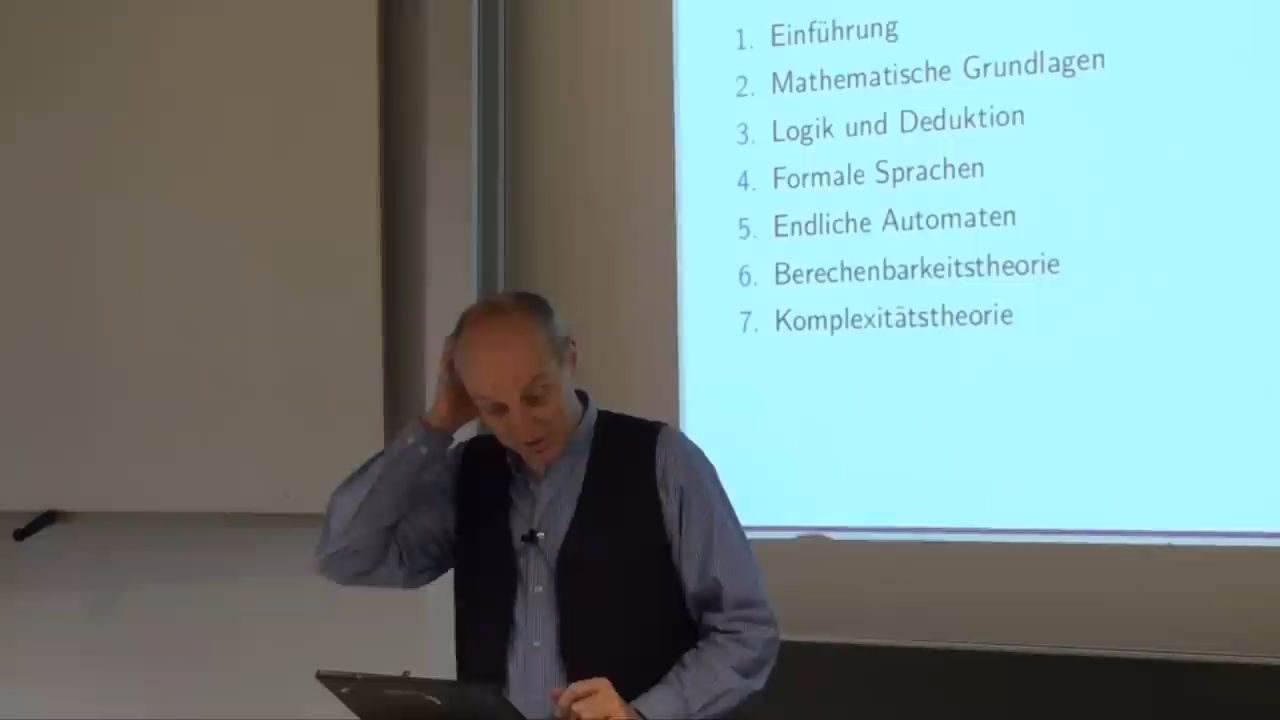 1. Einführung
2. Mathematische Grundlagen
3. Logik und Deduktion
4. Formale Sprachen
5. Endliche Automaten
6. Berechenbarkeitstheorie
7. Komplexitätstheorie